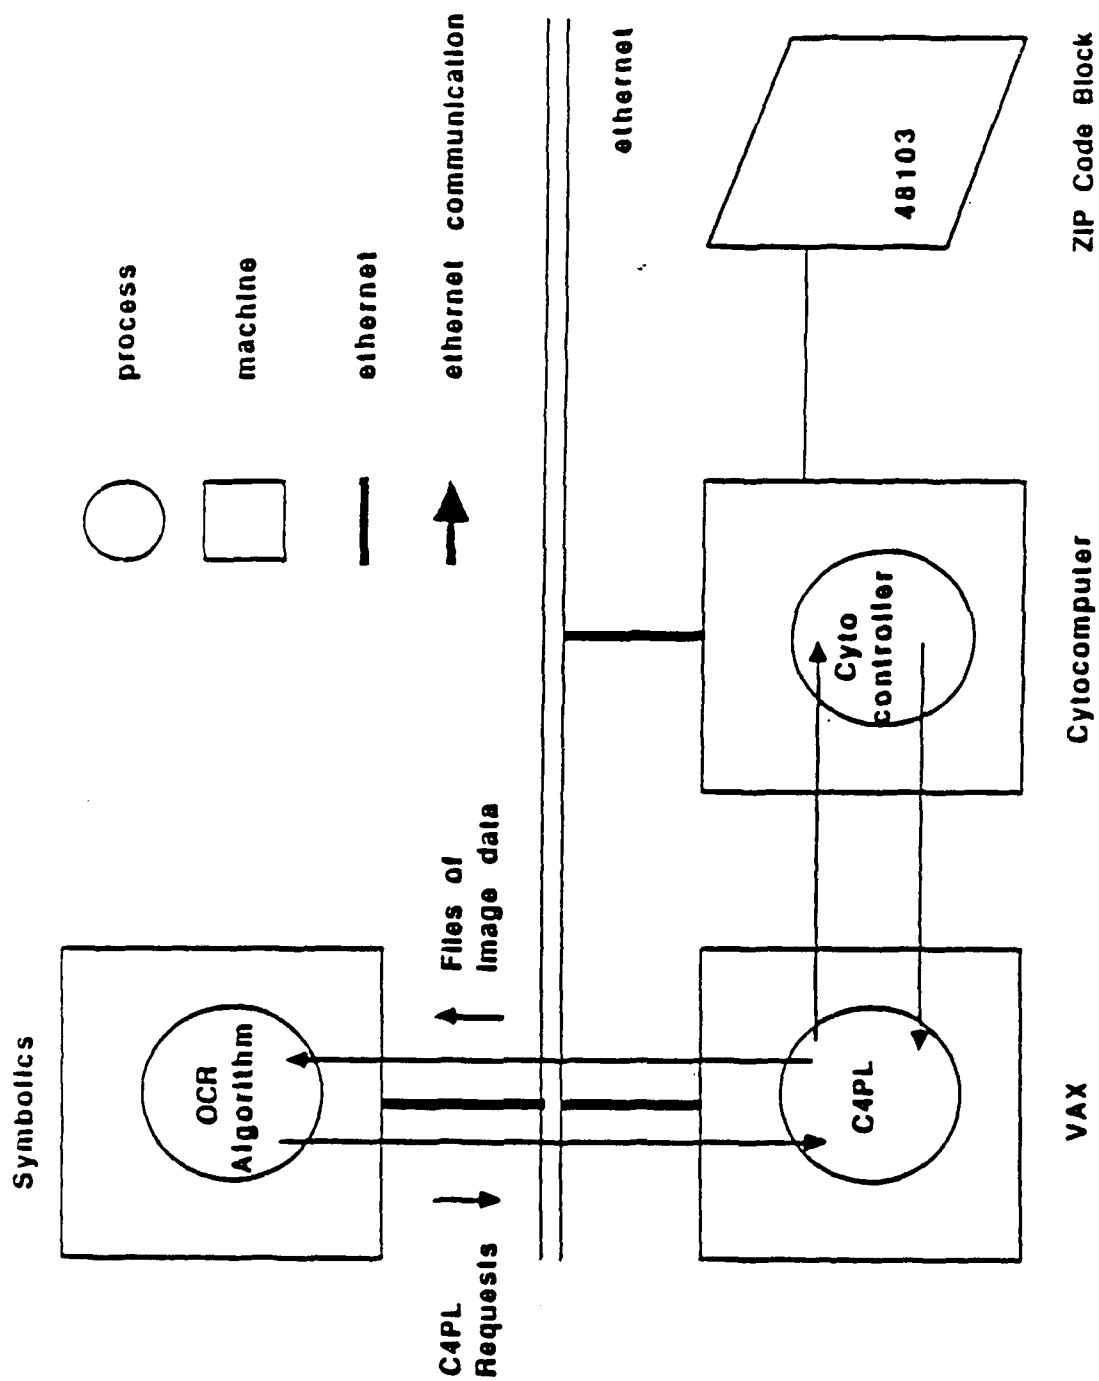 Symbolics
OCR
Algorithm
process
machine
ethernet
ethernet communication
C4PL
Requests
Files of
Image data
ethernet
C4PL
Cyto
controller
48103
VAX
Cytocomputer
ZIP Code Block